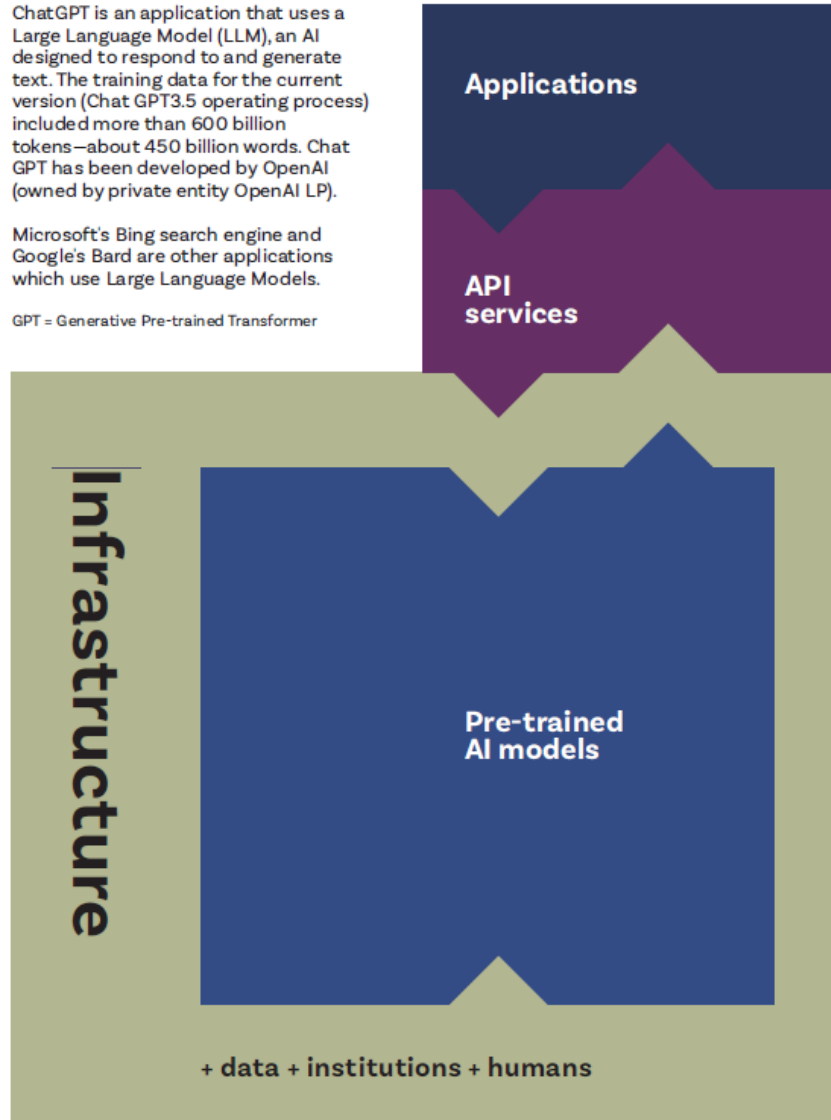 ChatGPT is an application that uses a
Large Language Model (LLM), an AI
designed to respond to and generate
text. The training data for the current
version (Chat GPT3.5 operating process)
included more than 600 billion
tokens—about 450 billion words. Chat
GPT has been developed by OpenAI
(owned by private entity OpenAI LP).
Microsoft's Bing search engine and
Google's Bard are other applications
which use Large Language Models.
GPT = Generative Pre-trained Transformer
Applications
API
services
Infrastructure
Pre-trained
AI models
+ data + institutions + humans